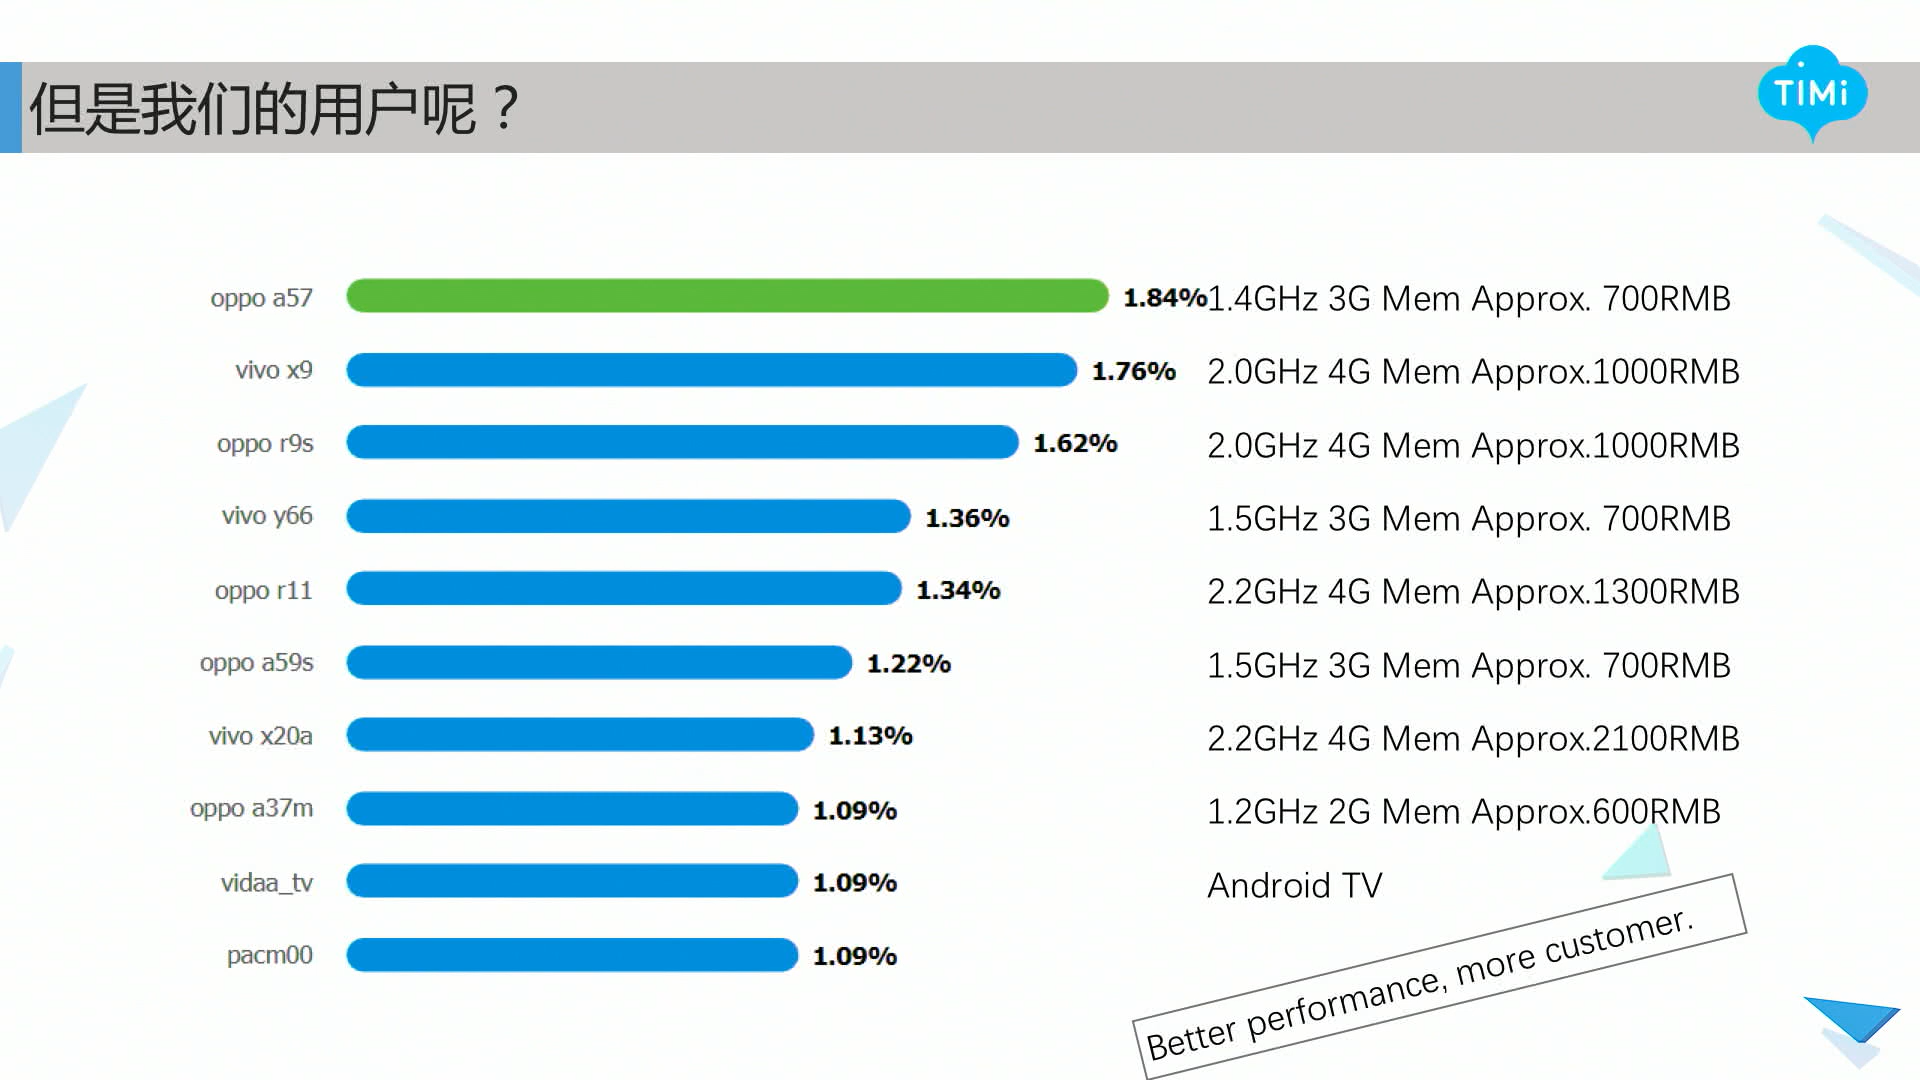 但是我们的用户呢？
TiMi
oppo a57 1.84% 1.4GHz 3G Mem Approx. 700RMB
vivo x9 1.76% 2.0GHz 4G Mem Approx.1000RMB
oppo r9s 1.62% 2.0GHz 4G Mem Approx.1000RMB
vivo y66 1.36% 1.5GHz 3G Mem Approx. 700RMB
oppo r11 1.34% 2.2GHz 4G Mem Approx.1300RMB
oppo a59s 1.22% 1.5GHz 3G Mem Approx. 700RMB
vivo x20a 1.13% 2.2GHz 4G Mem Approx.2100RMB
oppo a37m 1.09% 1.2GHz 2G Mem Approx.600RMB
vidaa_tv 1.09% Android TV
pacm00 1.09%
Better performance, more customer.